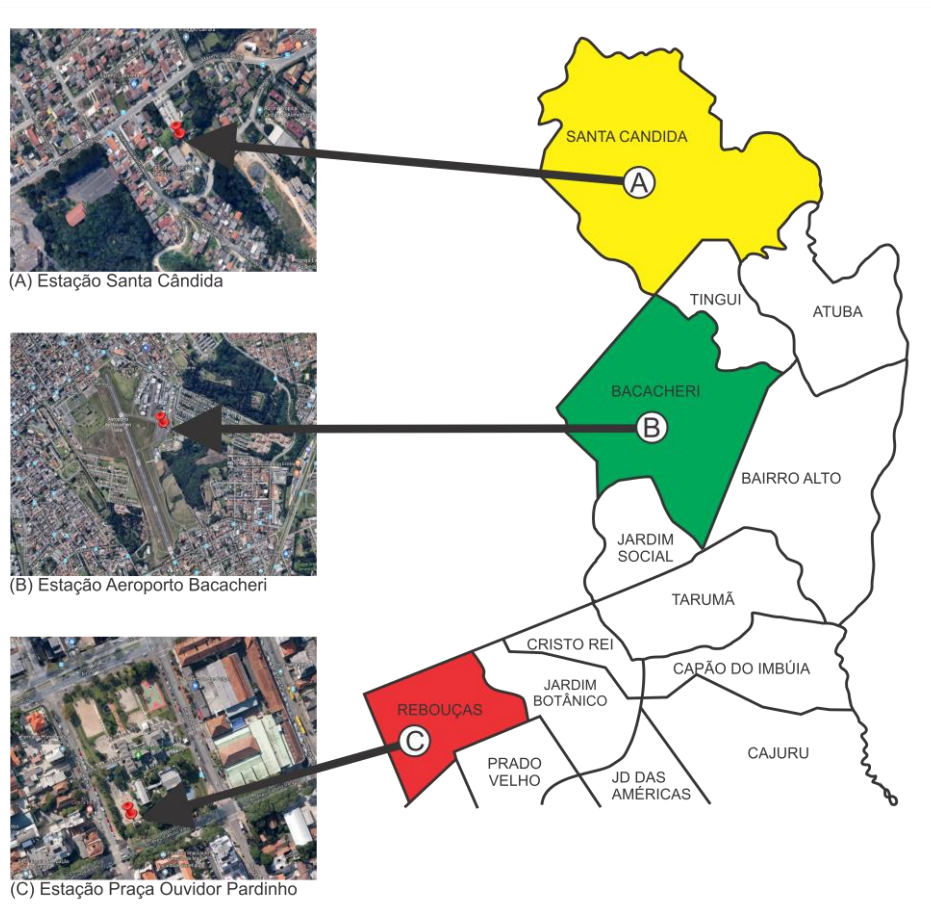 SANTA CANDIDA
A
(A) Estação Santa Cândida
TINGUI
ATUBA
BACACHERI
B
BAIRRO ALTO
JARDIM
SOCIAL
(B) Estação Aeroporto Bacacheri
TARUMÃ
CRISTO REI
CAPÃO DO IMBÚIA
JARDIM
BOTÂNICO
REBOUÇAS
C
PRADO
VELHO
JD DAS
AMÉRICAS
CAJURU
(C) Estação Praça Ouvidor Pardinho